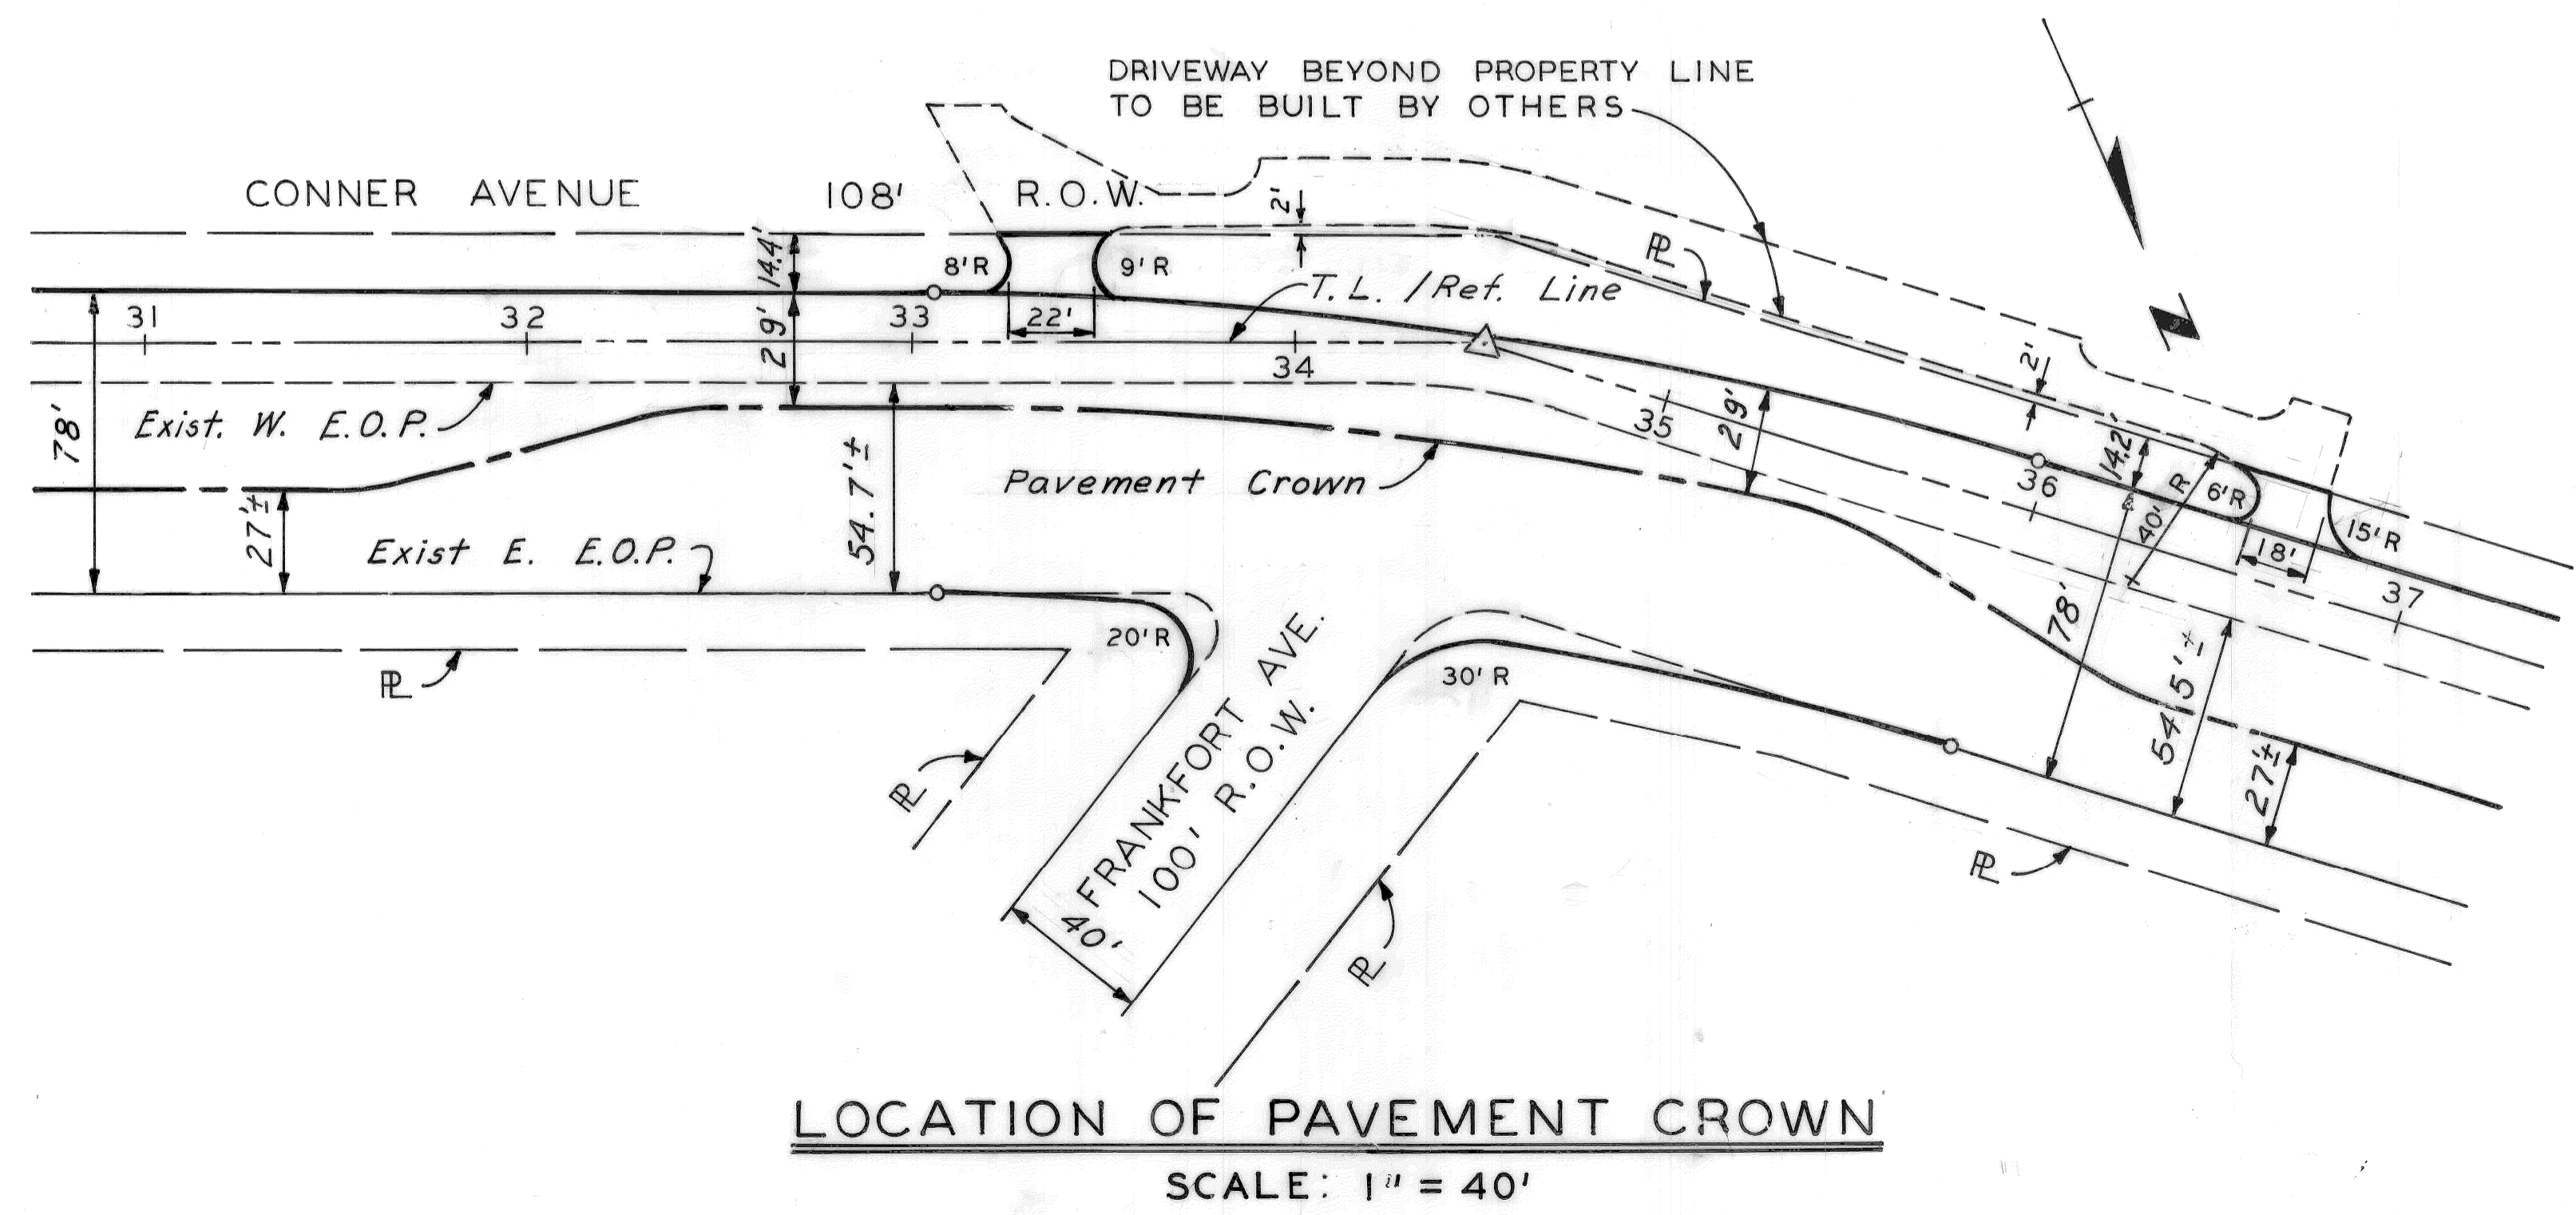 DRIVEWAY BEYOND PROPERTY LINE
TO BE BUILT BY OTHERS
CONNER AVENUE 108' R.O.W.
2'
14.4'
8'R
9'R
T.L. /Ref. Line
PL
N
31
32
33
22'
34
29'
78'
Exist. W. E.O.P.
54.7'±
Pavement Crown
27'±
Exist E. E.O.P.
35
29'
2'
36
14.2'
40' R
6'R
15'R
18'
37
20'R
30'R
78'
54.5'±
27'±
PL
PL
PL
PL
FRANKFORT AVE.
100' R.O.W.
40'
LOCATION OF PAVEMENT CROWN
SCALE: 1" = 40'